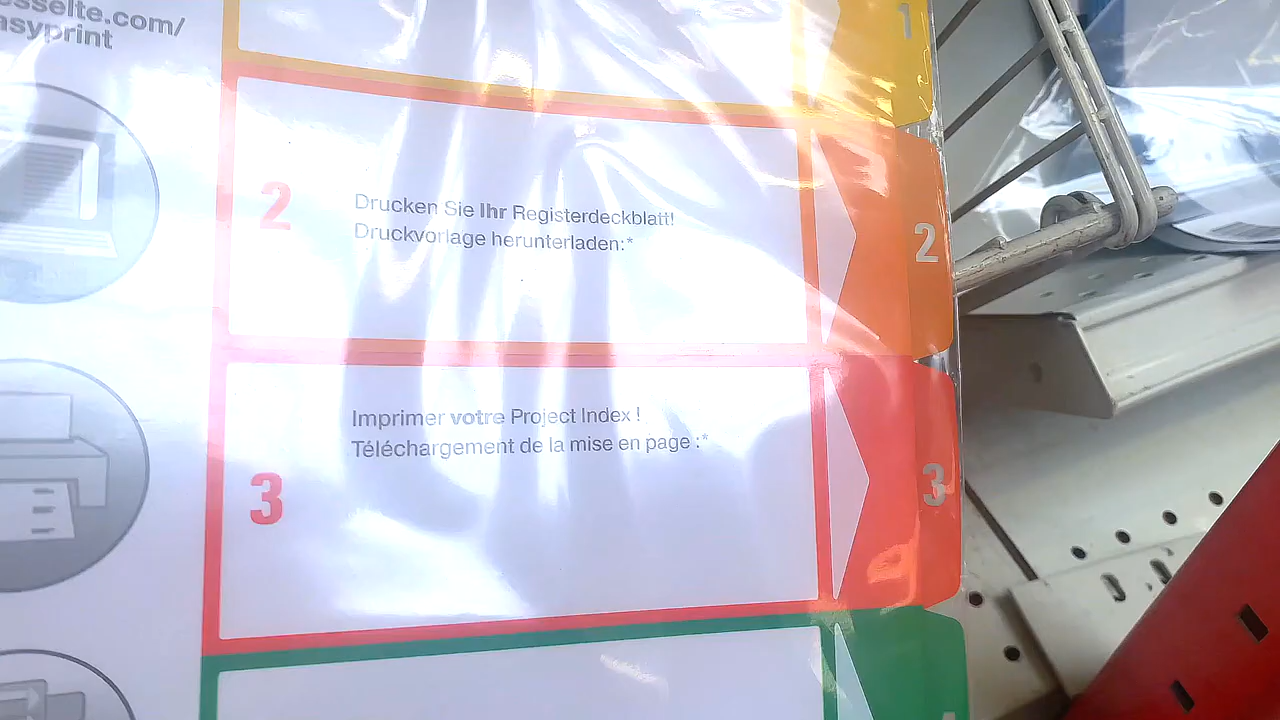 esselte.com/
asyprint
1
2
Drucken Sie Ihr Registerdeckblatt!
Druckvorlage herunterladen:*
2
Imprimer votre Project Index !
Téléchargement de la mise en page :*
3
3